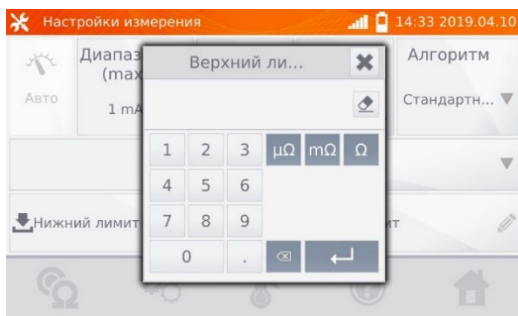 Настройки измерения 14:33 2019.04.10
Диапаз
(max
1 mA
Авто
Верхний ли...
Алгоритм
Стандартн...
1 2 3 µΩ mΩ Ω
4 5 6
7 8 9
0 .
Нижний лимит
ит